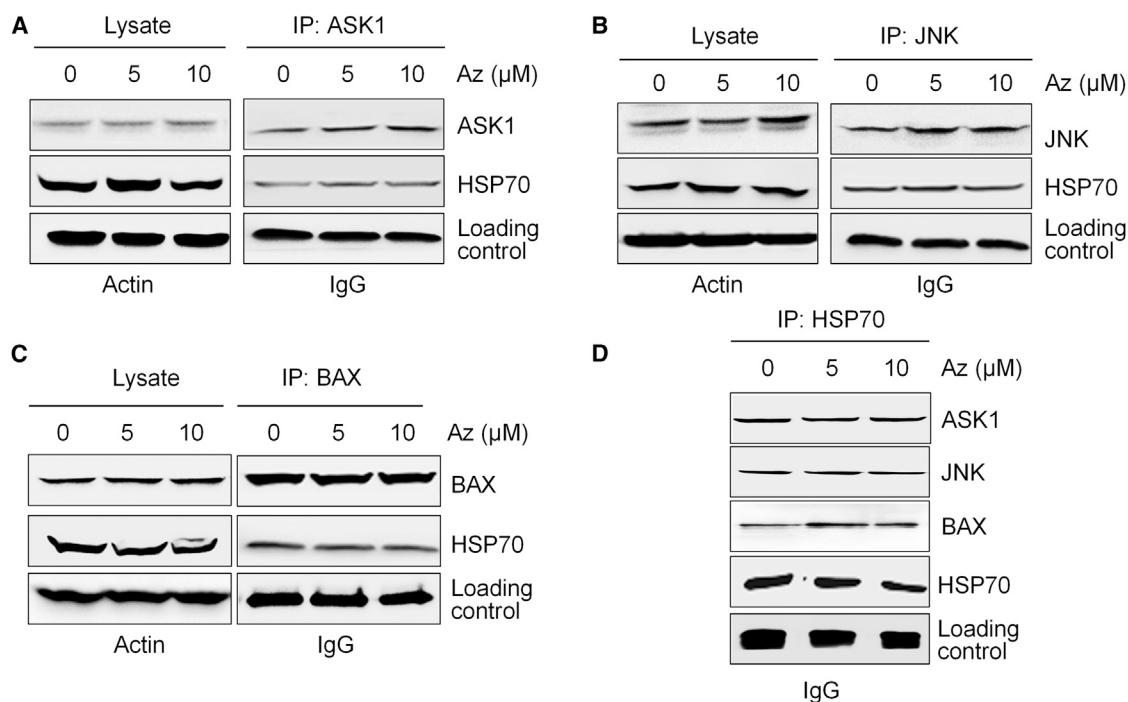 A
Lysate IP: ASK1
0 5 10 0 5 10 Az (µM)
ASK1
HSP70
Loading
control
Actin IgG
B
Lysate IP: JNK
0 5 10 0 5 10 Az (µM)
JNK
HSP70
Loading
control
Actin IgG
C
Lysate IP: BAX
0 5 10 0 5 10 Az (µM)
BAX
HSP70
Loading
control
Actin IgG
D
IP: HSP70
0 5 10 Az (µM)
ASK1
JNK
BAX
HSP70
Loading
control
IgG